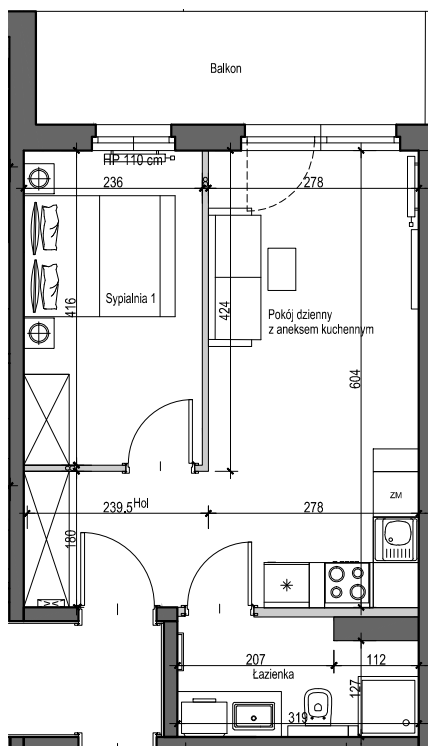 Balkon
HP 110 cm
236
8
278
416
Sypialnia 1
424
Pokój dzienny
z aneksem kuchennym
604
ZM
239,5
Hol
278
180
207
112
Łazienka
127
319